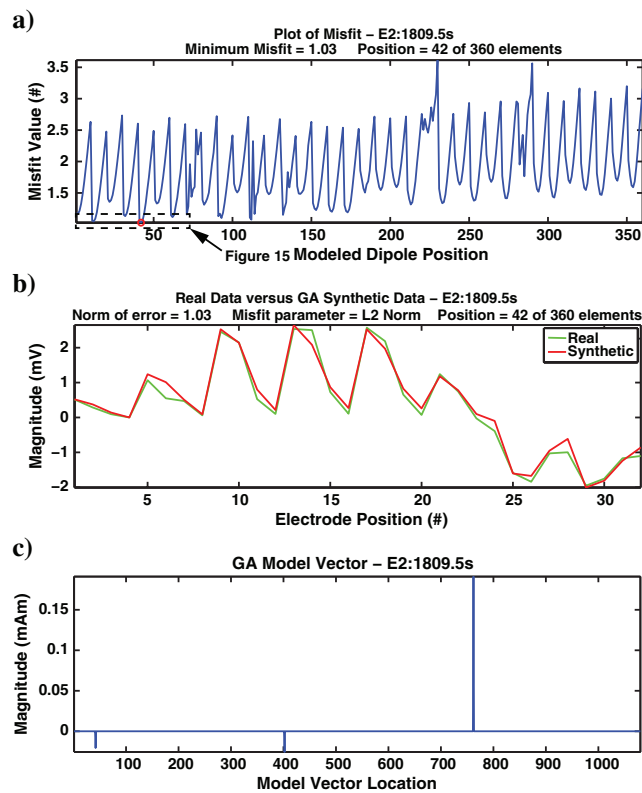 a)
Plot of Misfit – E2:1809.5s
Minimum Misfit = 1.03 Position = 42 of 360 elements
Misfit Value (#)
3.5
3
2.5
2
1.5
50 100 150 200 250 300 350
Figure 15
Modeled Dipole Position
b)
Real Data versus GA Synthetic Data – E2:1809.5s
Norm of error = 1.03 Misfit parameter = L2 Norm Position = 42 of 360 elements
Magnitude (mV)
2
1
0
−1
−2
Real
Synthetic
5 10 15 20 25 30
Electrode Position (#)
c)
GA Model Vector – E2:1809.5s
Magnitude (mAm)
0.15
0.1
0.05
0
100 200 300 400 500 600 700 800 900 1000
Model Vector Location